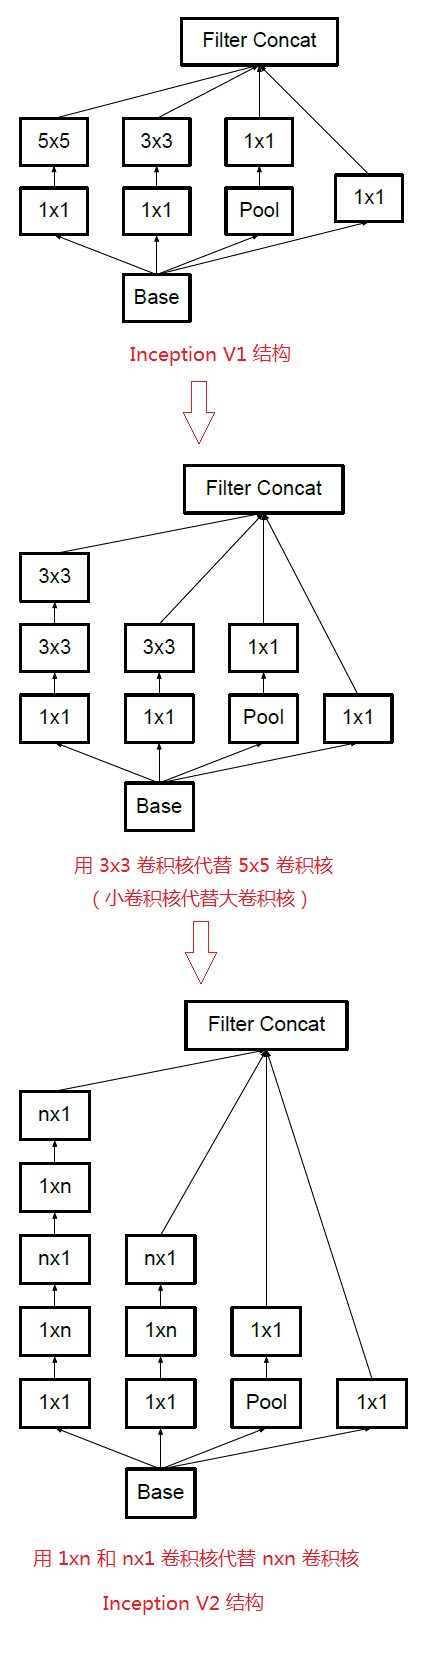 Filter Concat
5x5 3x3 1x1
1x1 1x1 Pool 1x1
Base
Inception V1 结构
Filter Concat
3x3
3x3 3x3 1x1
1x1 1x1 Pool 1x1
Base
用 3x3 卷积核代替 5x5 卷积核
（小卷积核代替大卷积核）
Filter Concat
nx1
1xn
nx1 nx1
1xn 1xn 1x1
1x1 1x1 Pool 1x1
Base
用 1xn 和 nx1 卷积核代替 nxn 卷积核
Inception V2 结构